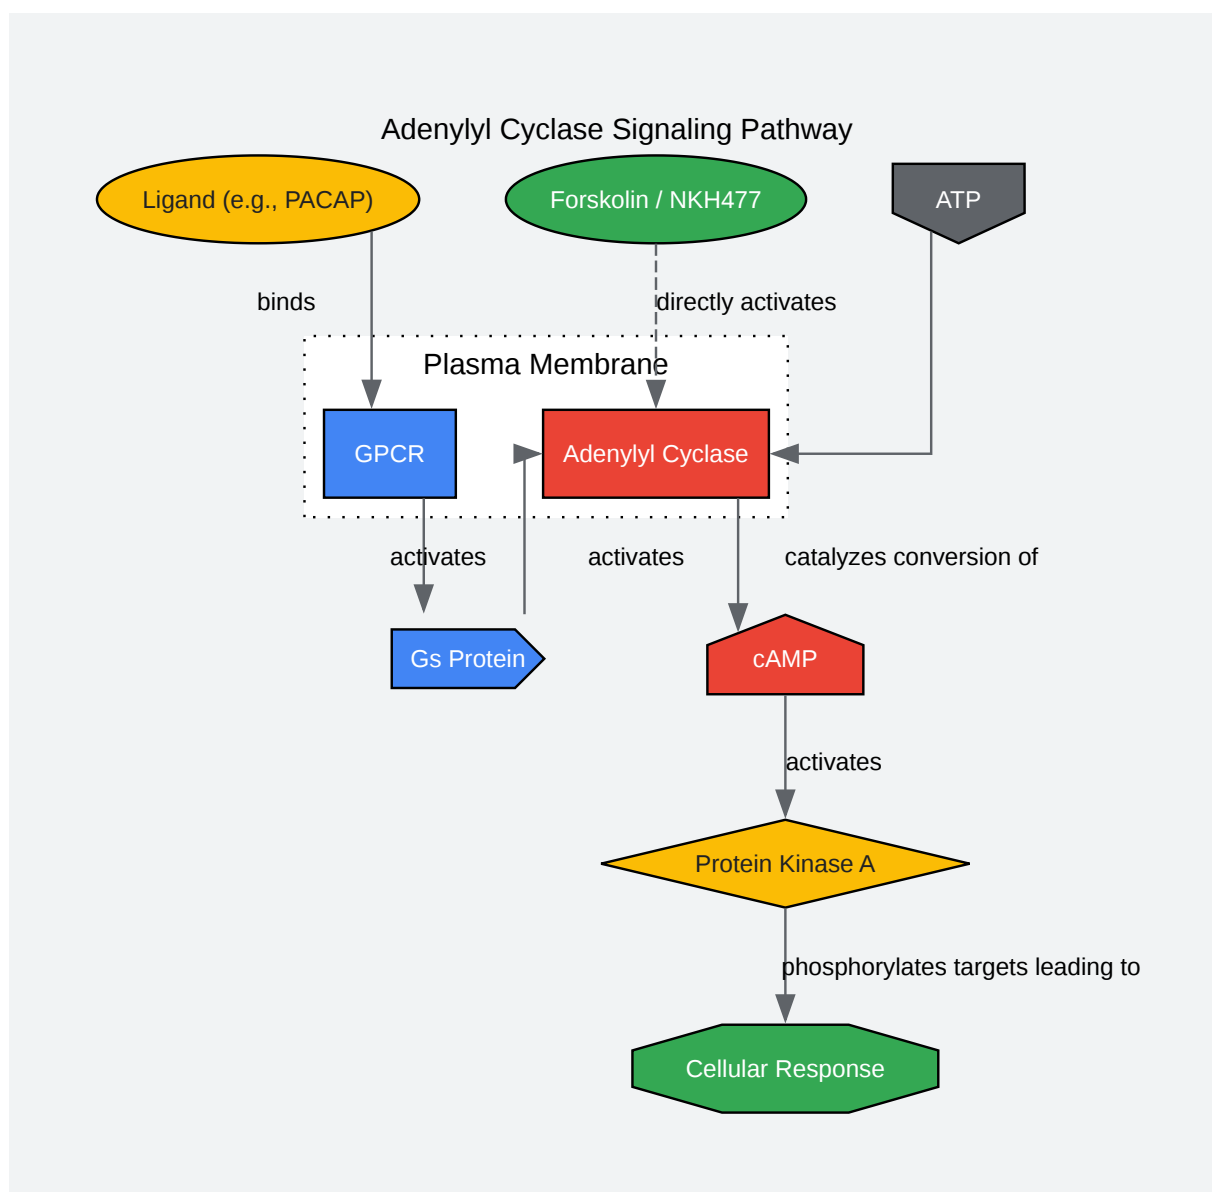 Adenylyl Cyclase Signaling Pathway
Ligand (e.g., PACAP)
Forskolin / NKH477
ATP
binds
directly activates
Plasma Membrane
GPCR
Adenylyl Cyclase
activates
activates
catalyzes conversion of
Gs Protein
cAMP
activates
Protein Kinase A
phosphorylates targets leading to
Cellular Response